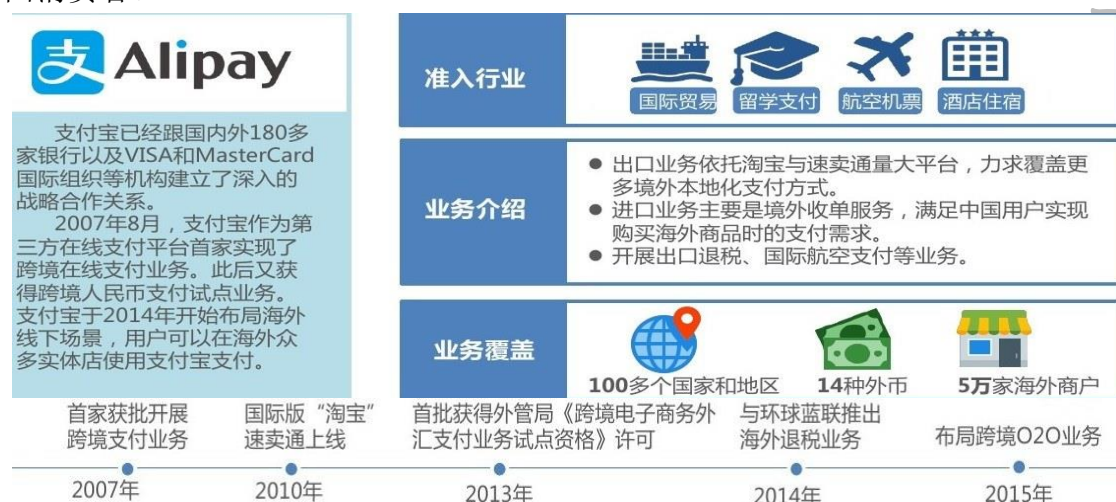 Alipay
支付宝已经跟国内外180多
家银行以及VISA和MasterCard
国际组织等机构建立了深入的
战略合作关系。
2007年8月，支付宝作为第
三方在线支付平台首家实现了
跨境在线支付业务。此后又获
得跨境人民币支付试点业务。
支付宝于2014年开始布局海外
线下场景，用户可以在海外众
多实体店使用支付宝支付。
准入行业
国际贸易
留学支付
航空机票
酒店住宿
业务介绍
● 出口业务依托淘宝与速卖通量大平台，力求覆盖更
多境外本地化支付方式。
● 进口业务主要是境外收单服务，满足中国用户实现
购买海外商品时的支付需求。
● 开展出口退税、国际航空支付等业务。
业务覆盖
100多个国家和地区
14种外币
5万家海外商户
首家获批开展
跨境支付业务
2007年
国际版“淘宝”
速卖通上线
2010年
首批获得外管局《跨境电子商务外
汇支付业务试点资格》许可
2013年
与环球蓝联推出
海外退税业务
2014年
布局跨境O2O业务
2015年